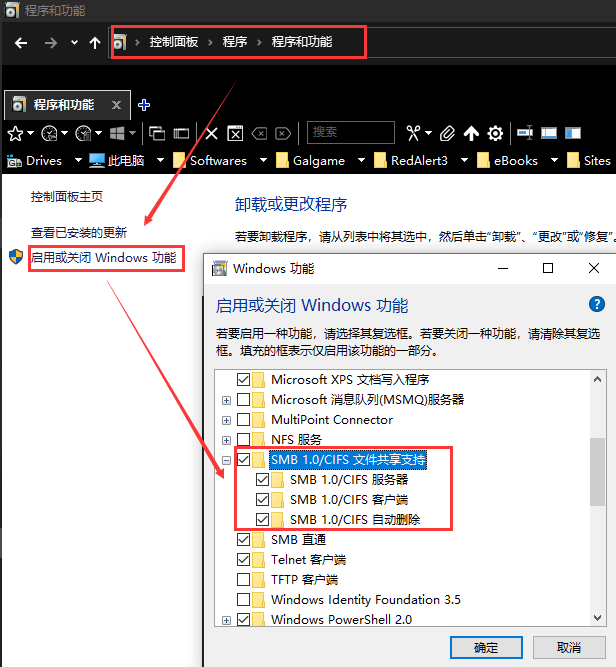 程序和功能
控制面板 程序 程序和功能
程序和功能
搜索
Drives 此电脑 Softwares Galgame RedAlert3 eBooks Sites
控制面板主页
卸载或更改程序
查看已安装的更新
若要卸载程序，请从列表中将其选中，然后单击“卸载”、“更改”或“修复”。
启用或关闭 Windows 功能
Windows 功能
启用或关闭 Windows 功能
若要启用一种功能，请选择其复选框。若要关闭一种功能，请清除其复选
框。填充的框表示仅启用该功能的一部分。
Microsoft XPS 文档写入程序
Microsoft 消息队列(MSMQ)服务器
MultiPoint Connector
NFS 服务
SMB 1.0/CIFS 文件共享支持
SMB 1.0/CIFS 服务器
SMB 1.0/CIFS 客户端
SMB 1.0/CIFS 自动删除
SMB 直通
Telnet 客户端
TFTP 客户端
Windows Identity Foundation 3.5
Windows PowerShell 2.0
确定 取消